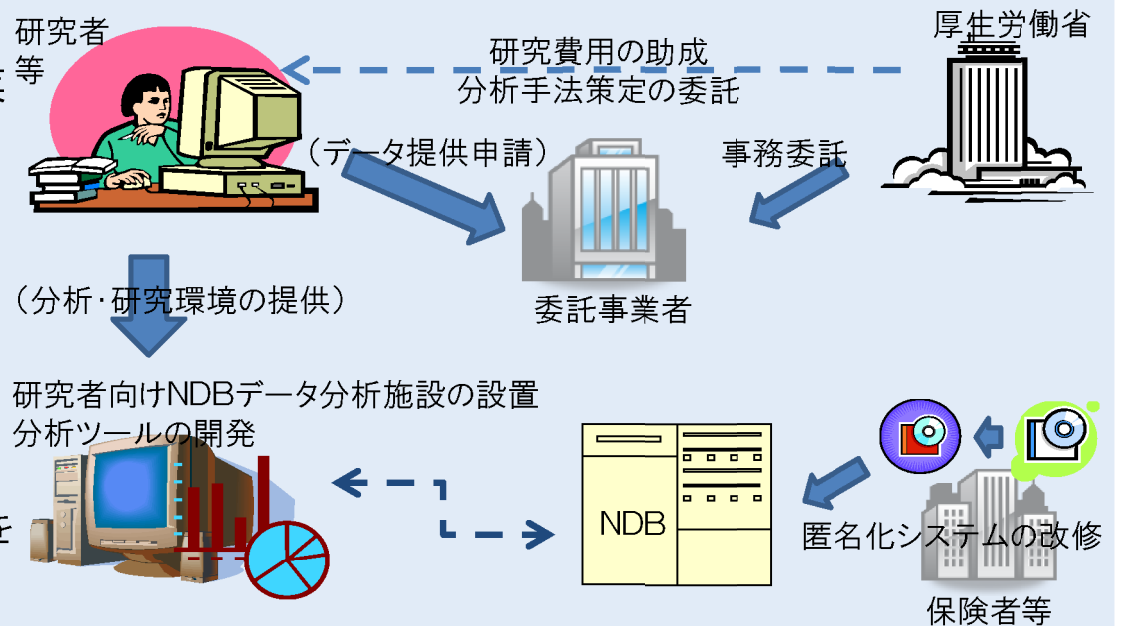 研究者
等
厚生労働省
研究費用の助成
分析手法策定の委託
（データ提供申請）
事務委託
委託事業者
（分析・研究環境の提供）
研究者向けNDBデータ分析施設の設置
分析ツールの開発
NDB
を
匿名化システムの改修
保険者等